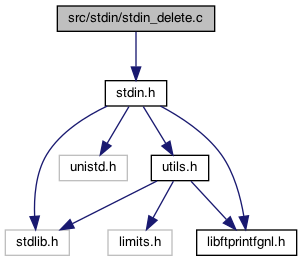 src/stdin/stdin_delete.c
stdin.h
unistd.h
utils.h
stdlib.h
limits.h
libftprintfgnl.h